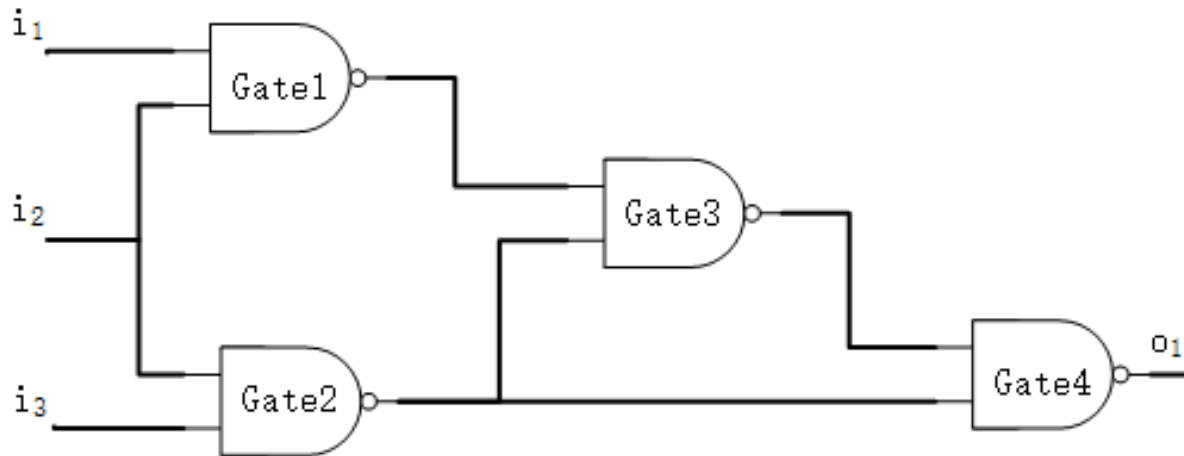 i₁
Gate1
i₂
Gate3
o₁
Gate4
Gate2
i₃